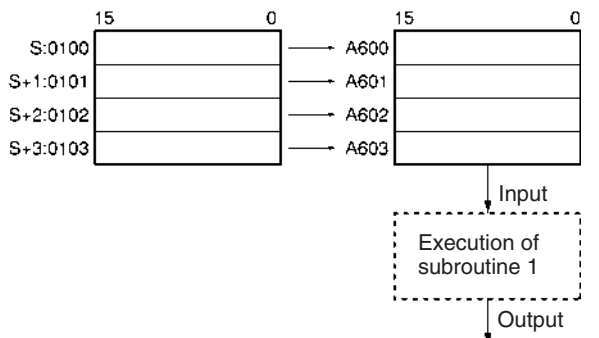 15 0 15 0
S:0100 A600
S+1:0101 A601
S+2:0102 A602
S+3:0103 A603
Input
Execution of
subroutine 1
Output